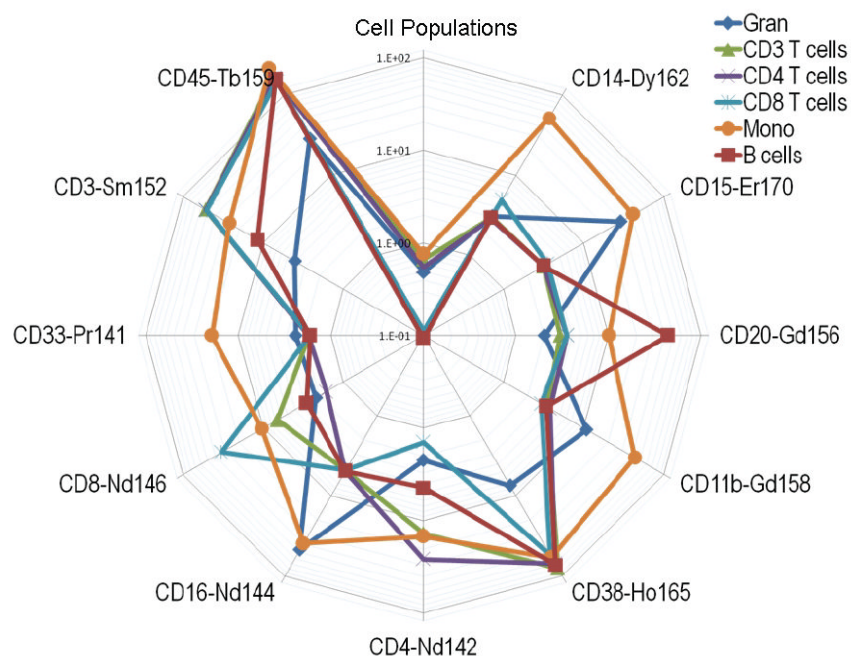 Cell Populations
Gran
CD3 T cells
CD4 T cells
CD8 T cells
Mono
B cells
1.E+02
1.E+01
1.E+00
1.E-01
CD14-Dy162
CD15-Er170
CD20-Gd156
CD11b-Gd158
CD38-Ho165
CD4-Nd142
CD16-Nd144
CD8-Nd146
CD33-Pr141
CD3-Sm152
CD45-Tb159